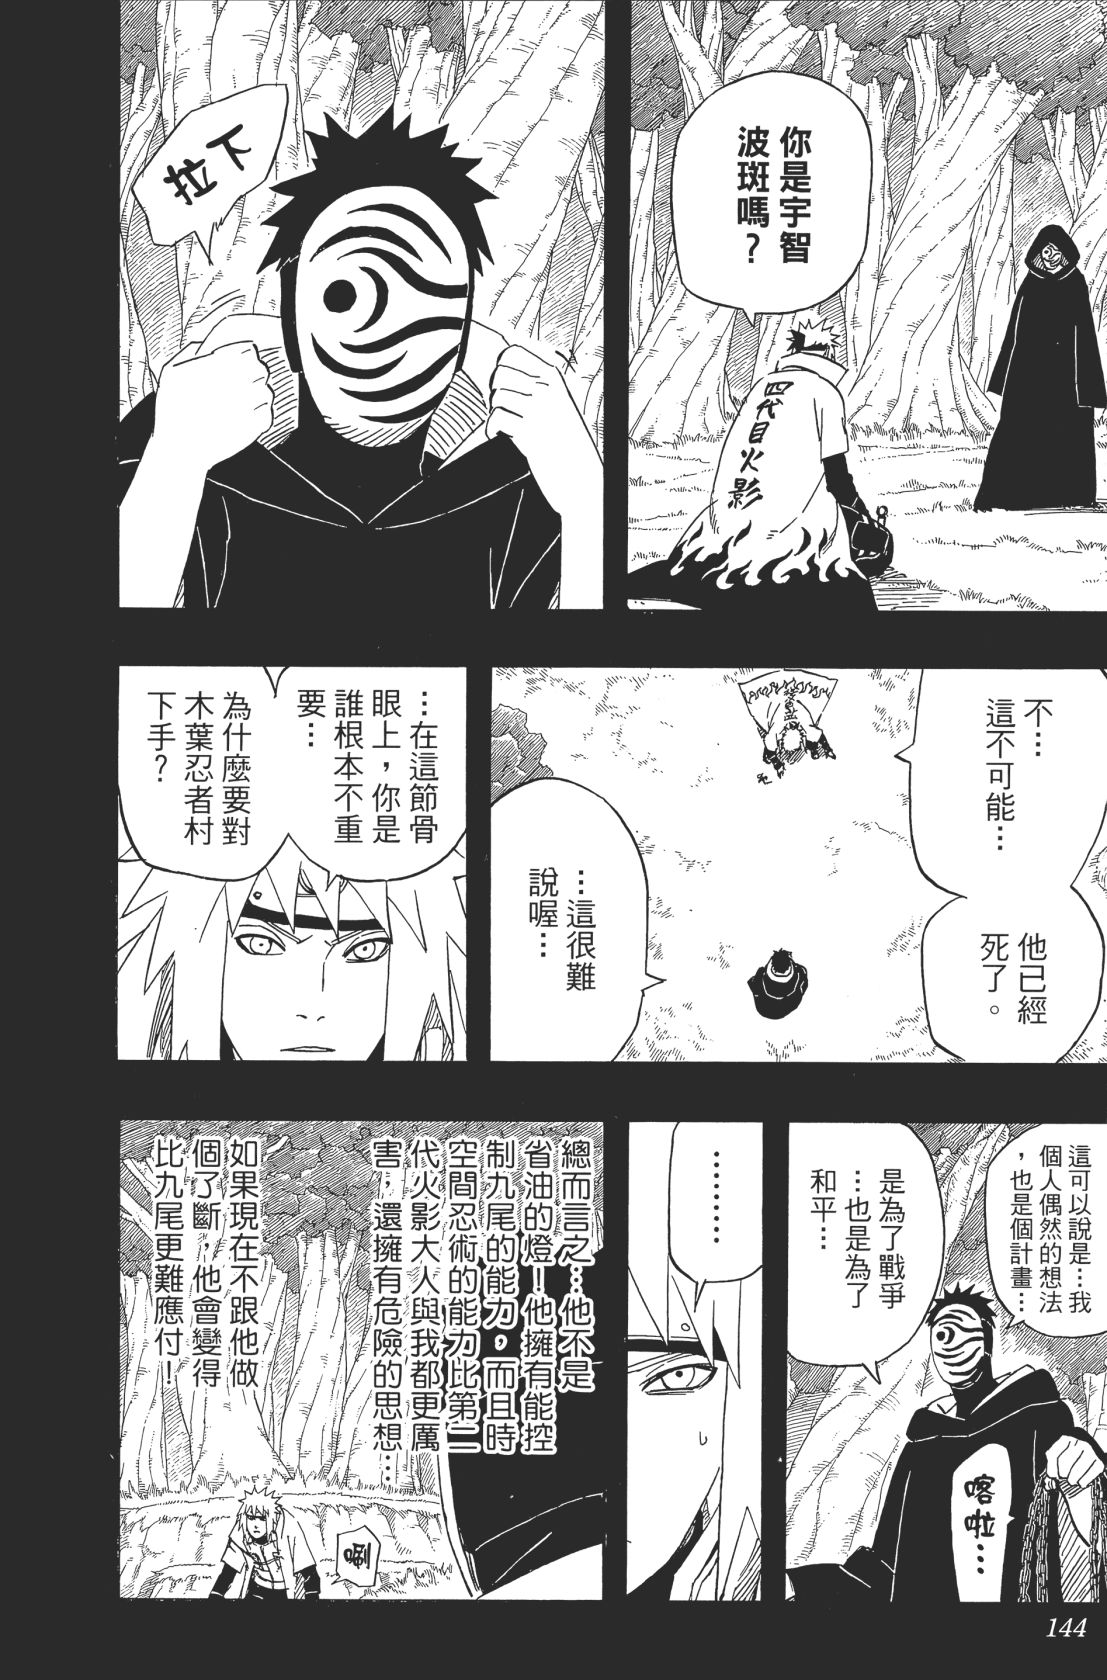 你是宇智
波斑嗎？
四代目火影
拉下
不…
這不可能…
他已經
死了。
…這很難
說喔…
…在這節骨
眼上，你是
誰根本不重
要…
為什麼要對
木葉忍者村
下手？
這可以說是…我
個人偶然的想法
，也是個計畫…
是為了戰爭
…也是為了
和平…
喀啦…
………
總而言之…他不是
省油的燈！他擁有能控
制九尾的能力，而且時
空間忍術的能力比第二
代火影大人與我都更厲
害，還擁有危險的思想…
如果現在不跟他做
個了斷，他會變得
比九尾更難應付！
唰
144